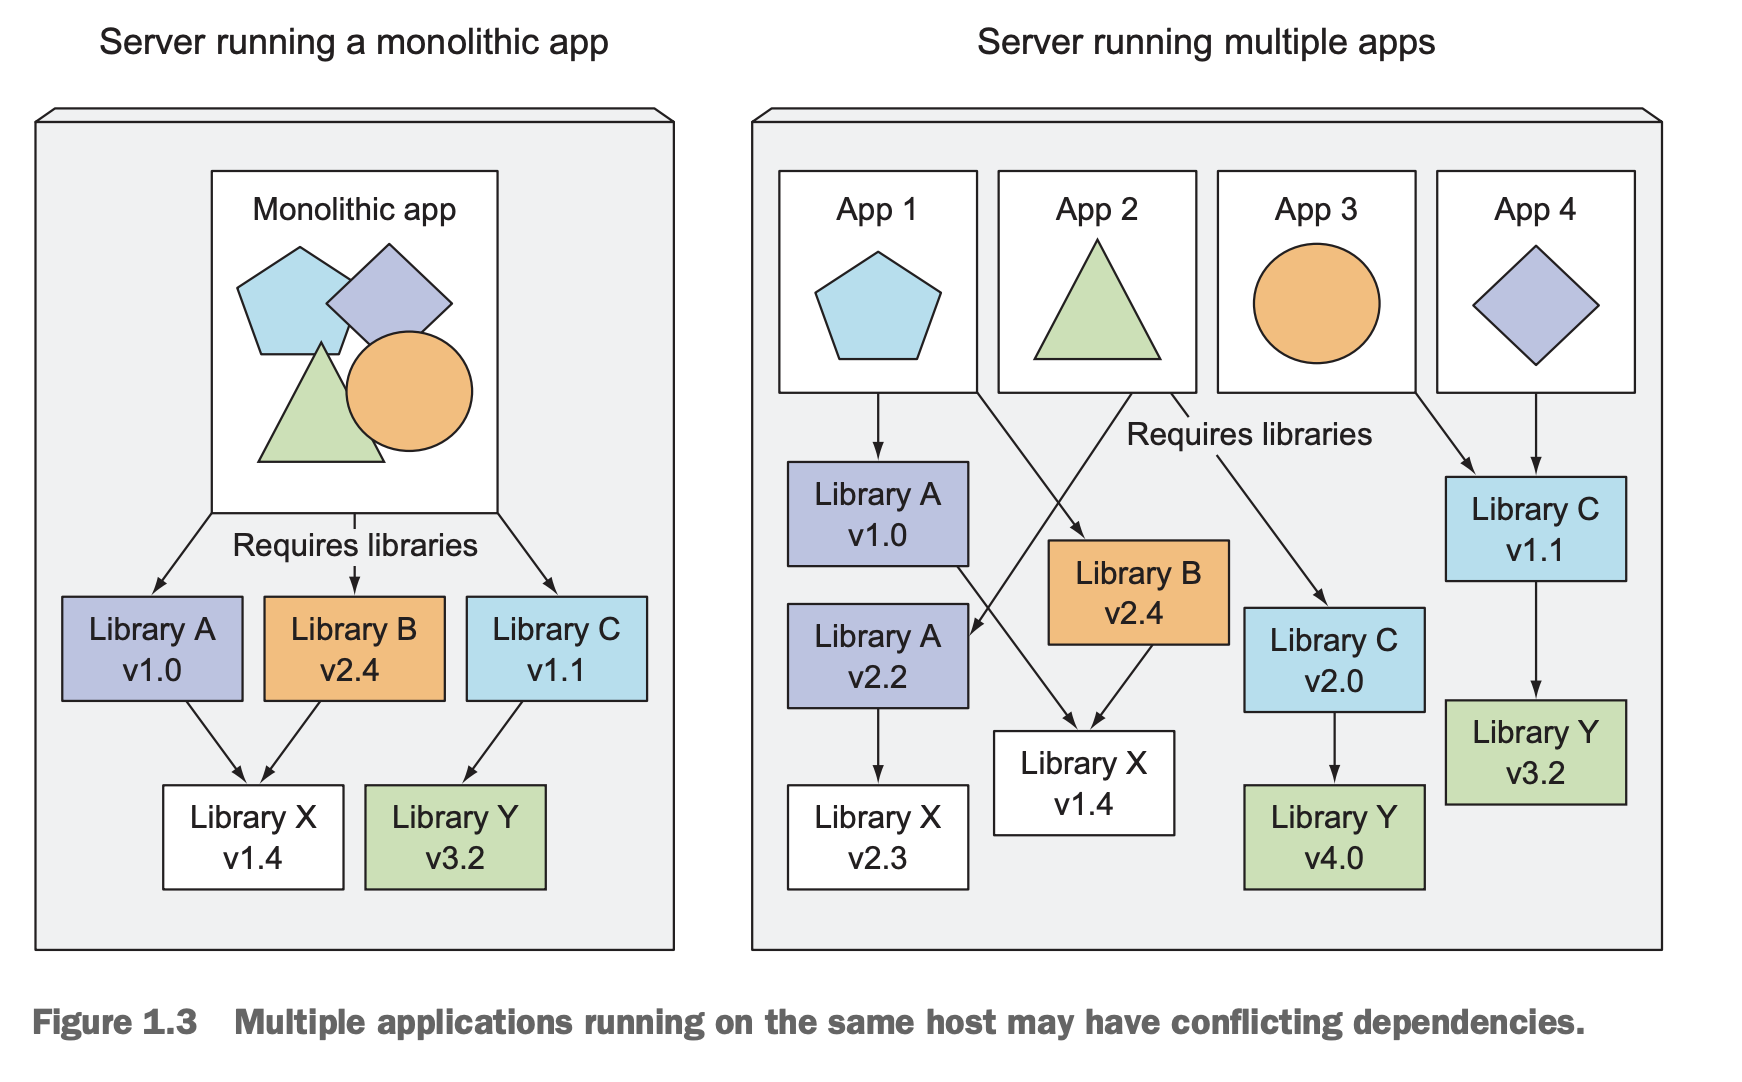 Server running a monolithic app
Monolithic app
Requires libraries
Library A
v1.0
Library B
v2.4
Library C
v1.1
Library X
v1.4
Library Y
v3.2
Server running multiple apps
App 1
App 2
App 3
App 4
Requires libraries
Library A
v1.0
Library C
v1.1
Library B
v2.4
Library A
v2.2
Library C
v2.0
Library Y
v3.2
Library X
v1.4
Library X
v2.3
Library Y
v4.0
Figure 1.3 Multiple applications running on the same host may have conflicting dependencies.